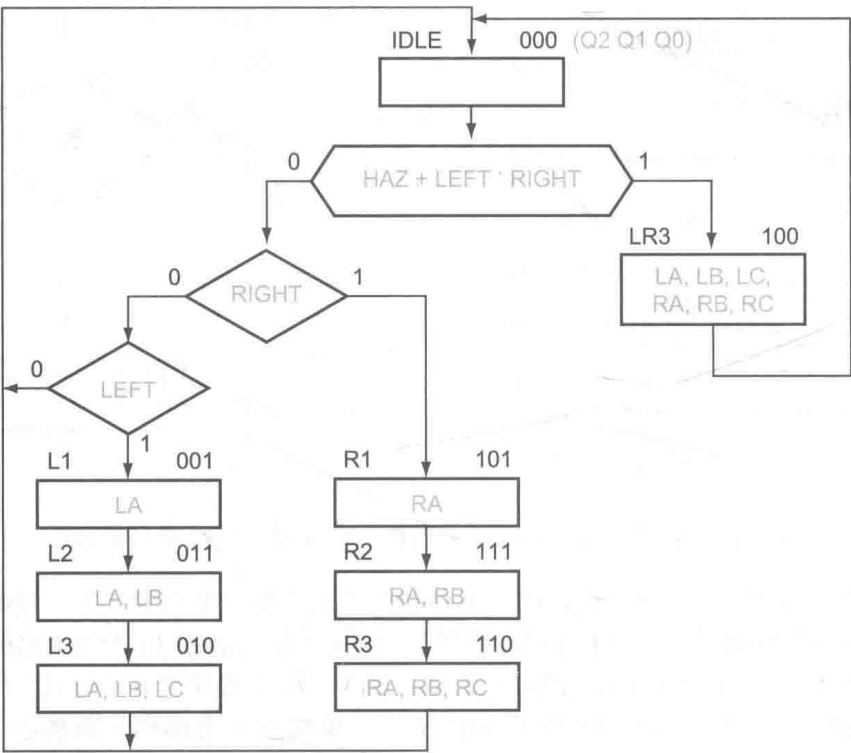 IDLE 000 (Q2 Q1 Q0)
0 HAZ + LEFT · RIGHT 1
LR3 100
LA, LB, LC,
RA, RB, RC
0 RIGHT 1
0 LEFT
1
L1 001
LA
R1 101
RA
L2 011
LA, LB
R2 111
RA, RB
L3 010
LA, LB, LC
R3 110
RA, RB, RC